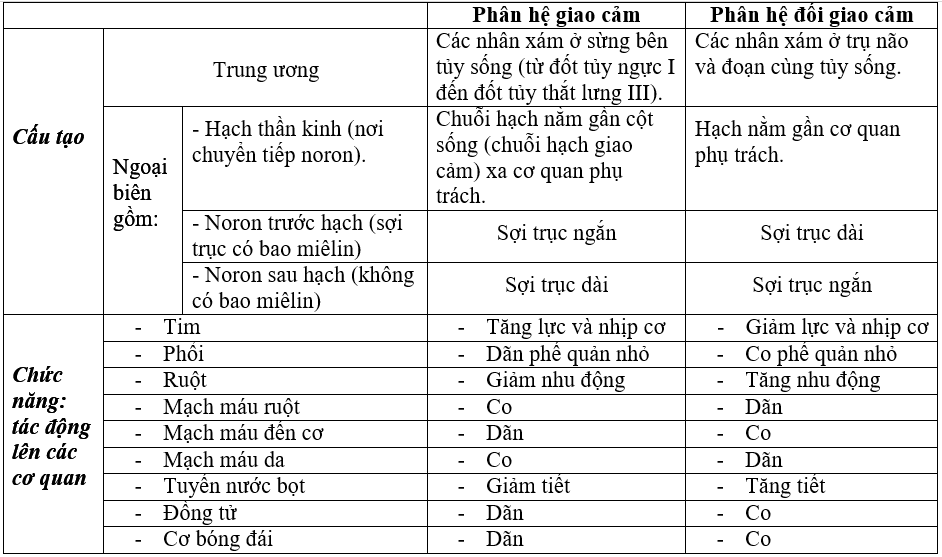 Phân hệ giao cảm
Phân hệ đối giao cảm
Cấu tạo
Trung ương
Các nhân xám ở sừng bên
tủy sống (từ đốt tủy ngực I
đến đốt tủy thắt lưng III).
Các nhân xám ở trụ não
và đoạn cùng tủy sống.
Ngoại
biên
gồm:
- Hạch thần kinh (nơi
chuyển tiếp noron).
Chuỗi hạch nằm gần cột
sống (chuỗi hạch giao
cảm) xa cơ quan phụ
trách.
Hạch nằm gần cơ quan
phụ trách.
- Noron trước hạch (sợi
trục có bao miêlin)
Sợi trục ngắn
Sợi trục dài
- Noron sau hạch (không
có bao miêlin)
Sợi trục dài
Sợi trục ngắn
Chức
năng:
tác động
lên các
cơ quan
- Tim
- Tăng lực và nhịp cơ
- Giảm lực và nhịp cơ
- Phổi
- Dãn phế quản nhỏ
- Co phế quản nhỏ
- Ruột
- Giảm nhu động
- Tăng nhu động
- Mạch máu ruột
- Co
- Dãn
- Mạch máu đến cơ
- Dãn
- Co
- Mạch máu da
- Co
- Dãn
- Tuyến nước bọt
- Giảm tiết
- Tăng tiết
- Đồng tử
- Dãn
- Co
- Cơ bóng đái
- Dãn
- Co